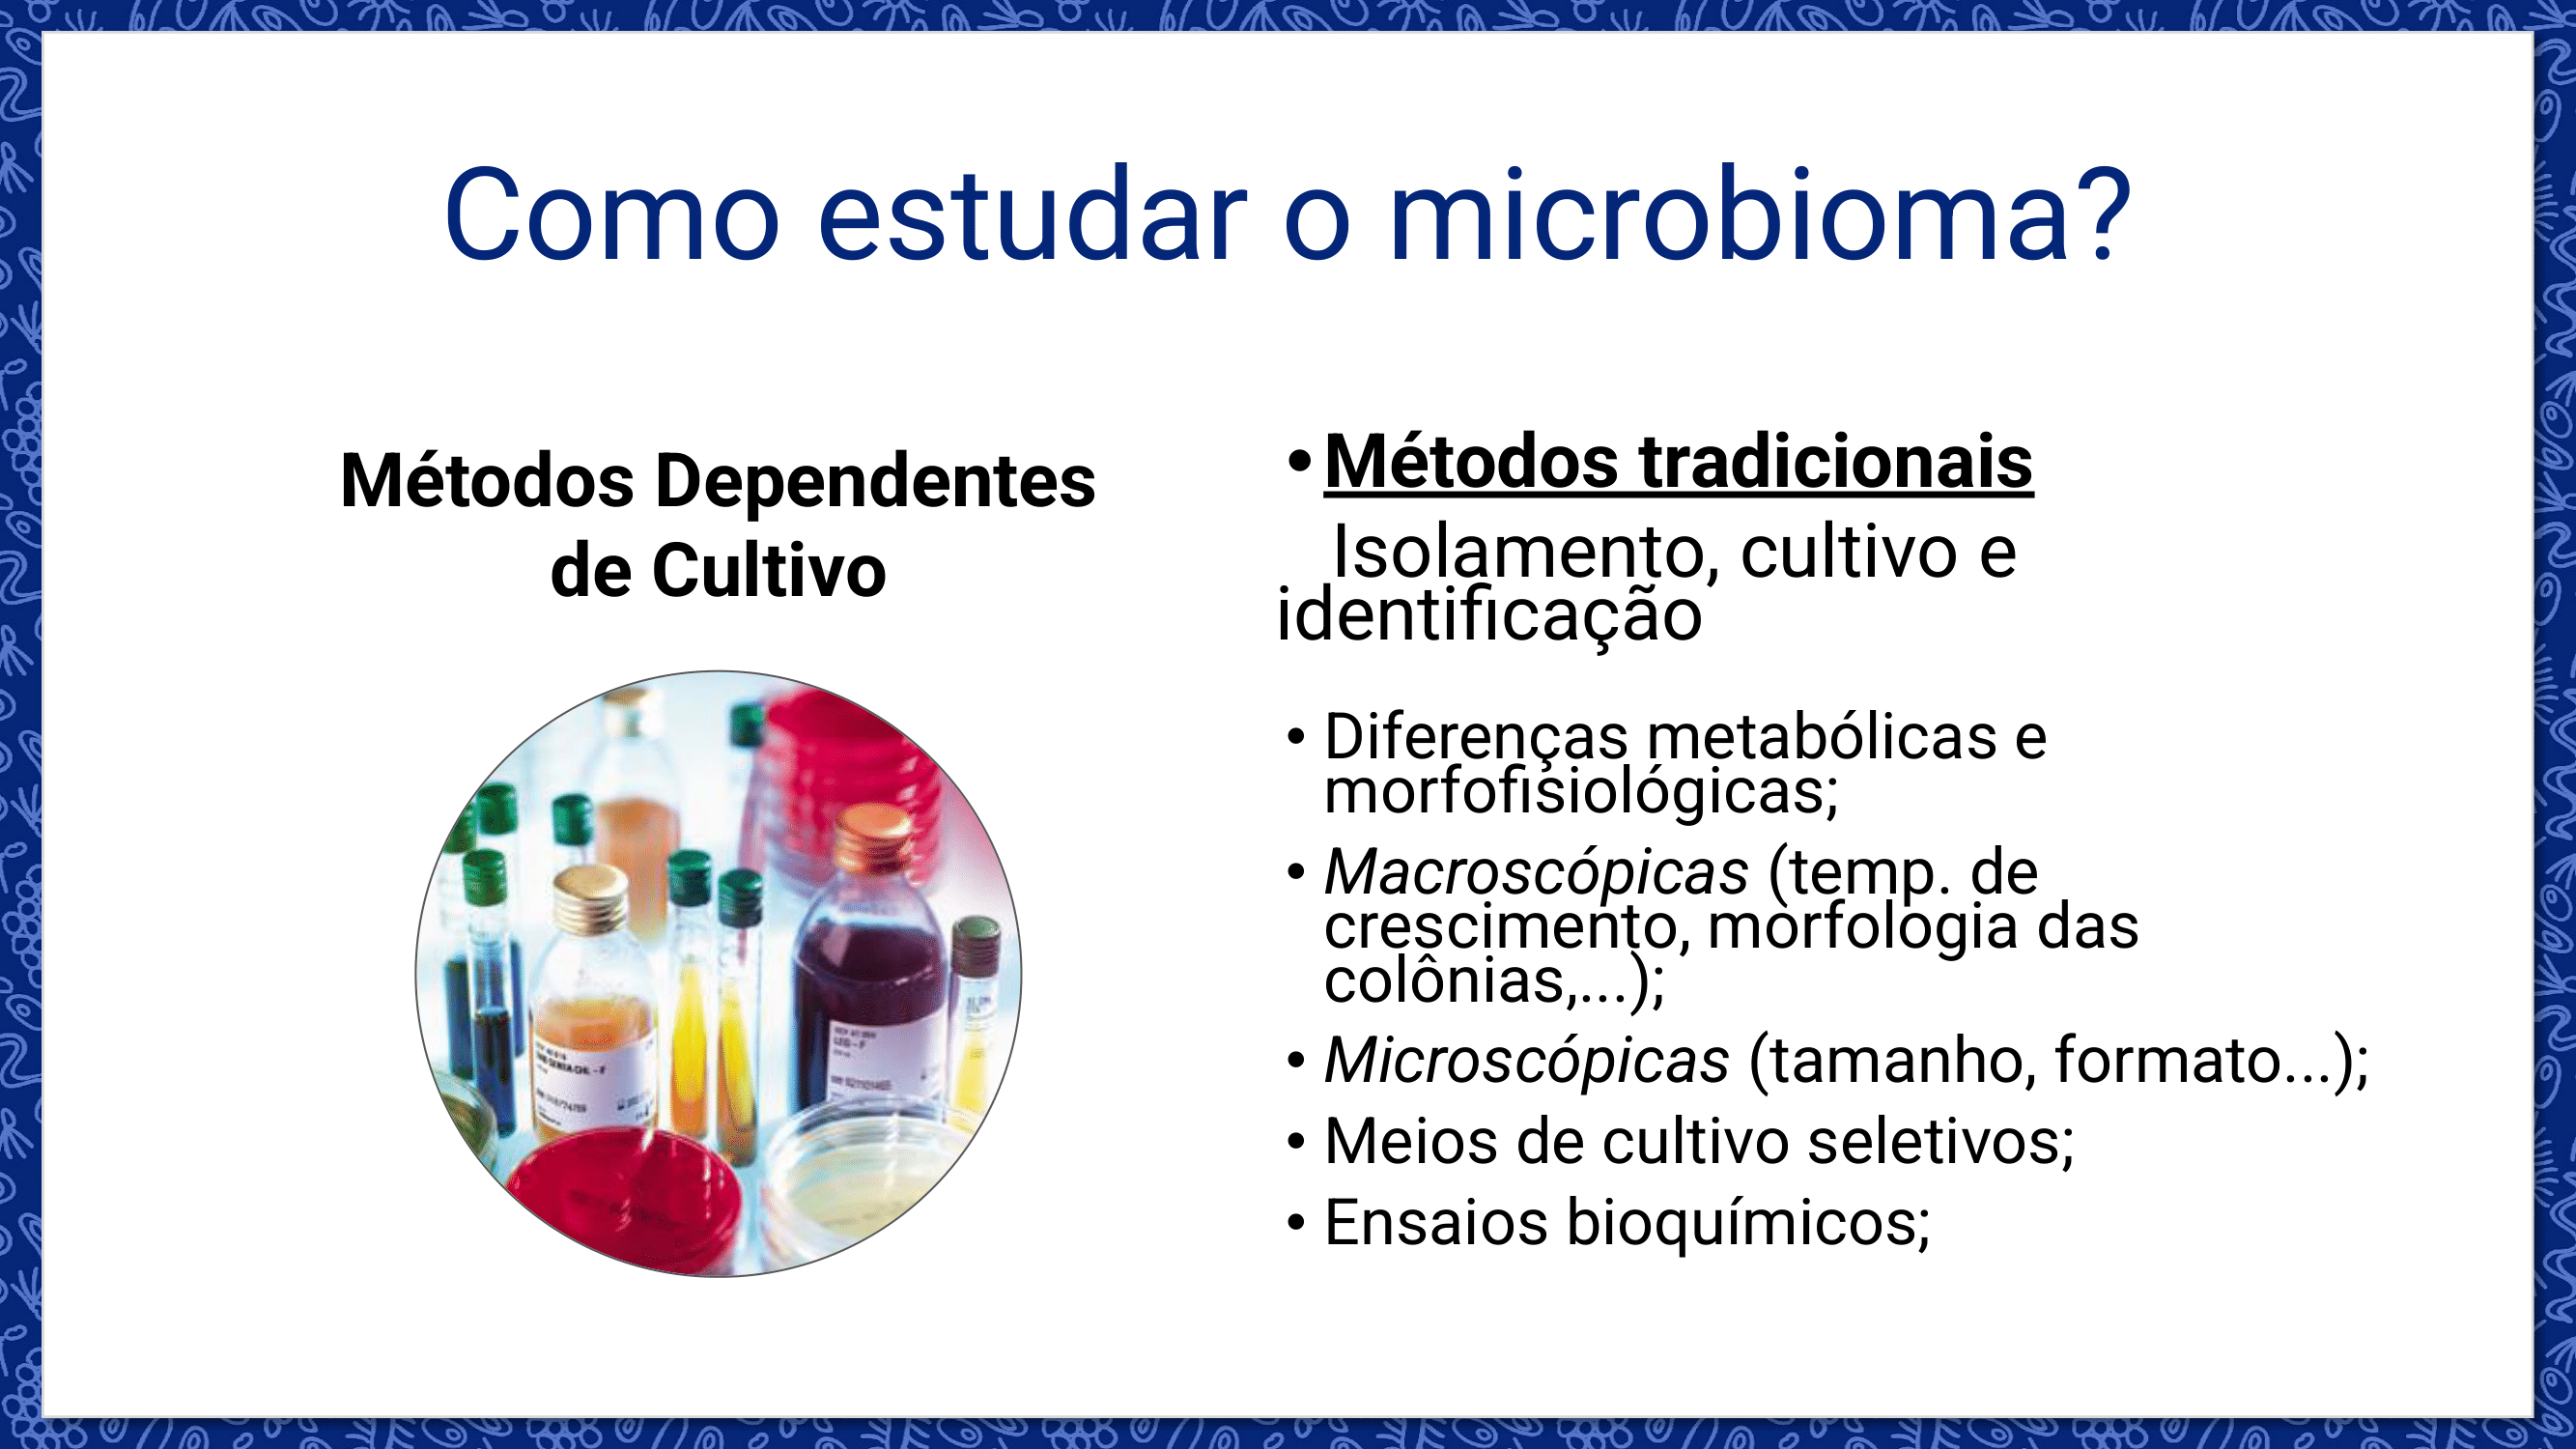 Como estudar o microbioma?
Métodos Dependentes
de Cultivo
• Métodos tradicionais
Isolamento, cultivo e
identificação
• Diferenças metabólicas e
morfofisiológicas;
• Macroscópicas (temp. de
crescimento, morfologia das
colônias,...);
• Microscópicas (tamanho, formato...);
• Meios de cultivo seletivos;
• Ensaios bioquímicos;